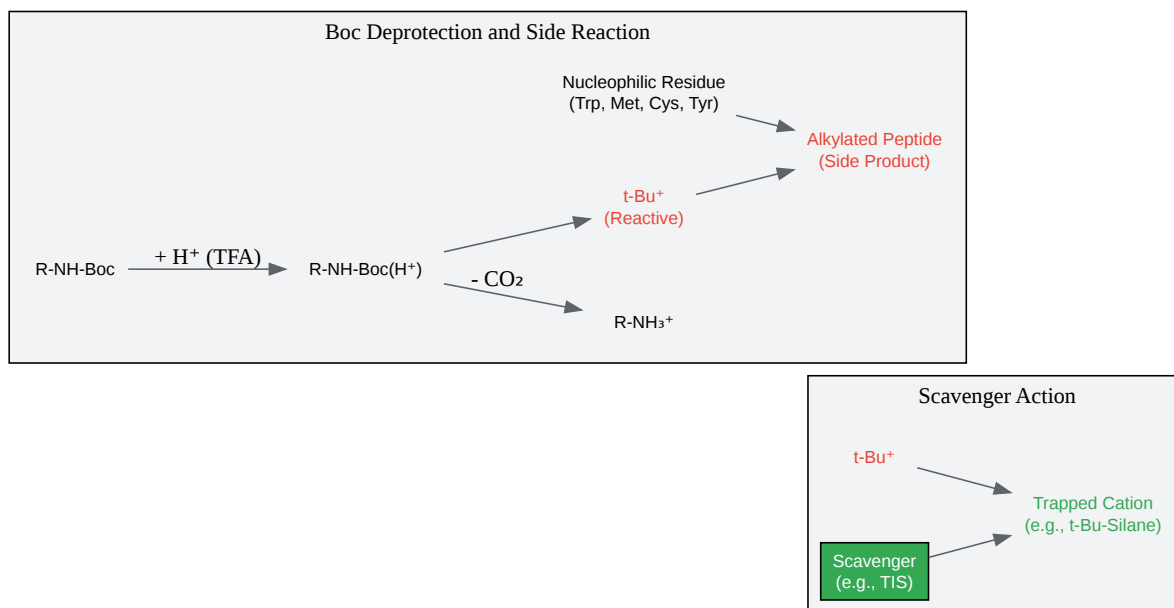 Boc Deprotection and Side Reaction
Nucleophilic Residue
(Trp, Met, Cys, Tyr)
Alkylated Peptide
(Side Product)
t-Bu⁺
(Reactive)
R-NH-Boc
+ H⁺ (TFA)
R-NH-Boc(H⁺)
- CO₂
R-NH₃⁺
Scavenger Action
t-Bu⁺
Trapped Cation
(e.g., t-Bu-Silane)
Scavenger
(e.g., TIS)